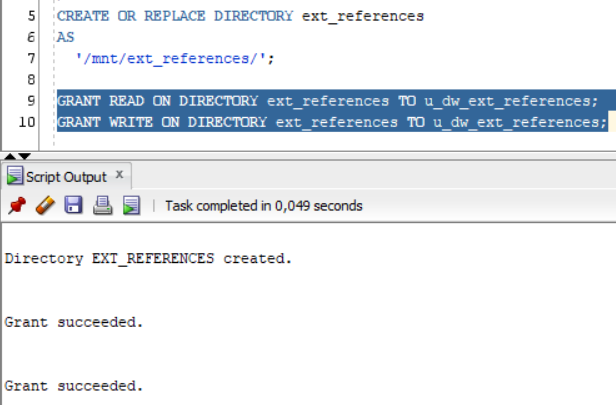 5 CREATE OR REPLACE DIRECTORY ext_references
6 AS
7 '/mnt/ext_references/';
8
9 GRANT READ ON DIRECTORY ext_references TO u_dw_ext_references;
10 GRANT WRITE ON DIRECTORY ext_references TO u_dw_ext_references;
Script Output x
Task completed in 0,049 seconds
Directory EXT_REFERENCES created.
Grant succeeded.
Grant succeeded.